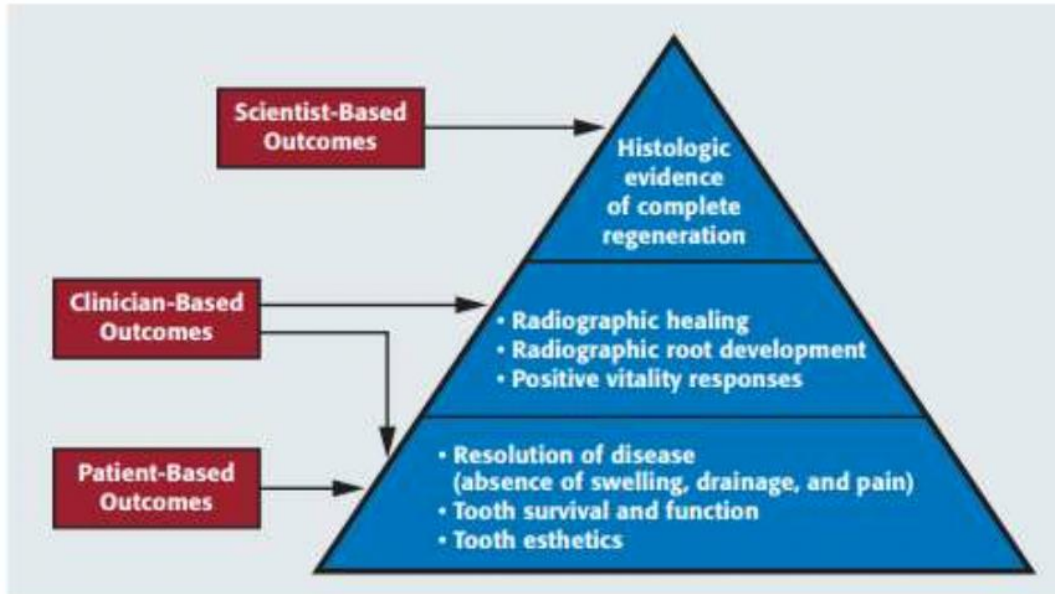 Scientist-Based
Outcomes
Histologic
evidence
of complete
regeneration
Clinician-Based
Outcomes
• Radiographic healing
• Radiographic root development
• Positive vitality responses
Patient-Based
Outcomes
• Resolution of disease
(absence of swelling, drainage, and pain)
• Tooth survival and function
• Tooth esthetics